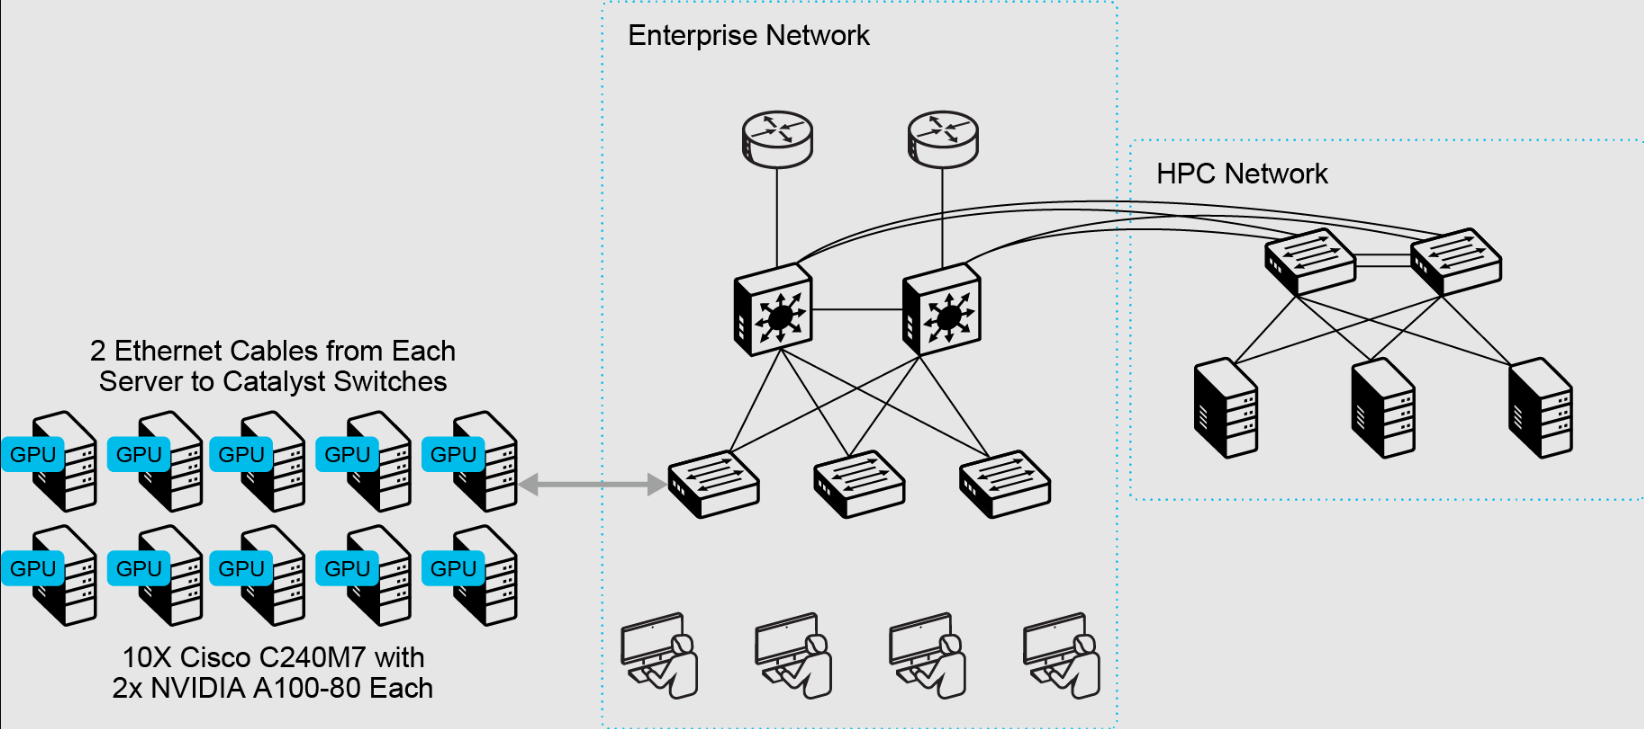 Enterprise Network
HPC Network
2 Ethernet Cables from Each
Server to Catalyst Switches
GPU
GPU
GPU
GPU
GPU
GPU
GPU
GPU
GPU
GPU
10X Cisco C240M7 with
2x NVIDIA A100-80 Each